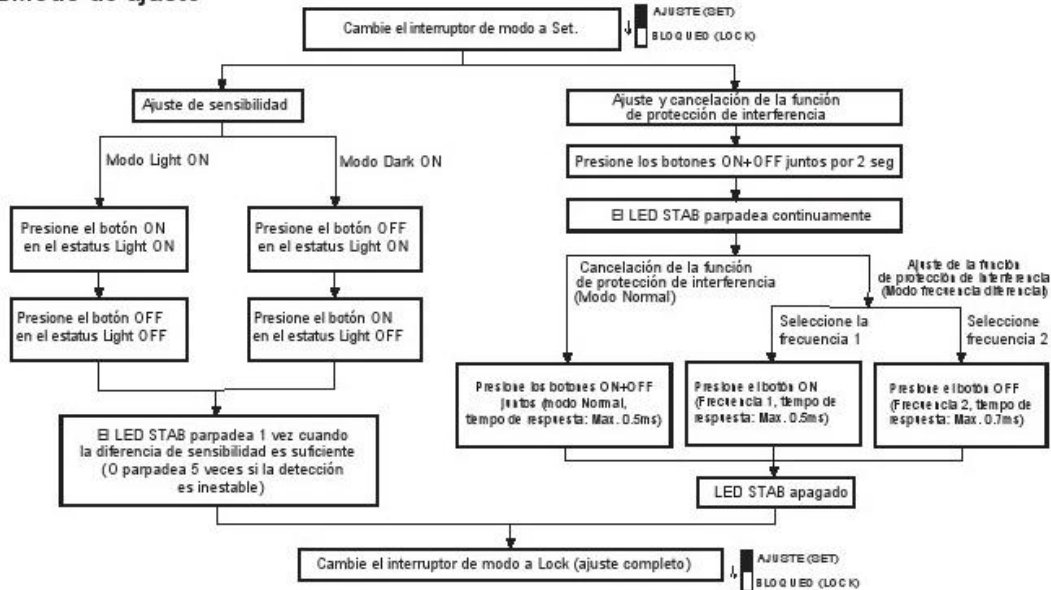 modo de ajuste
Cambie el interruptor de modo a Set.
AJUSTE (SET)
BLOQUEO (LOCK)
Ajuste de sensibilidad
Modo Light ON
Modo Dark ON
Presione el botón ON
en el estatus Light ON
Presione el botón OFF
en el estatus Light ON
Presione el botón OFF
en el estatus Light OFF
Presione el botón ON
en el estatus Light OFF
El LED STAB parpadea 1 vez cuando
la diferencia de sensibilidad es suficiente
(O parpadea 5 veces si la detección
es inestable)
Ajuste y cancelación de la función
de protección de interferencia
Presione los botones ON+OFF juntos por 2 seg
El LED STAB parpadea continuamente
Cancelación de la función
de protección de interferencia
(Modo Normal)
Ajuste de la función
de protección de interferencia
(Modo frecuencia diferencial)
Seleccione la
frecuencia 1
Seleccione
frecuencia 2
Presione los botones ON+OFF
juntos (modo Normal,
tiempo de respuesta: Max. 0.5ms)
Presione el botón ON
(Frecuencia 1, tiempo de
respuesta: Max. 0.5ms)
Presione el botón OFF
(Frecuencia 2, tiempo de
respuesta: Max. 0.7ms)
LED STAB apagado
Cambie el interruptor de modo a Lock (ajuste completo)
AJUSTE (SET)
BLOQUEO (LOCK)